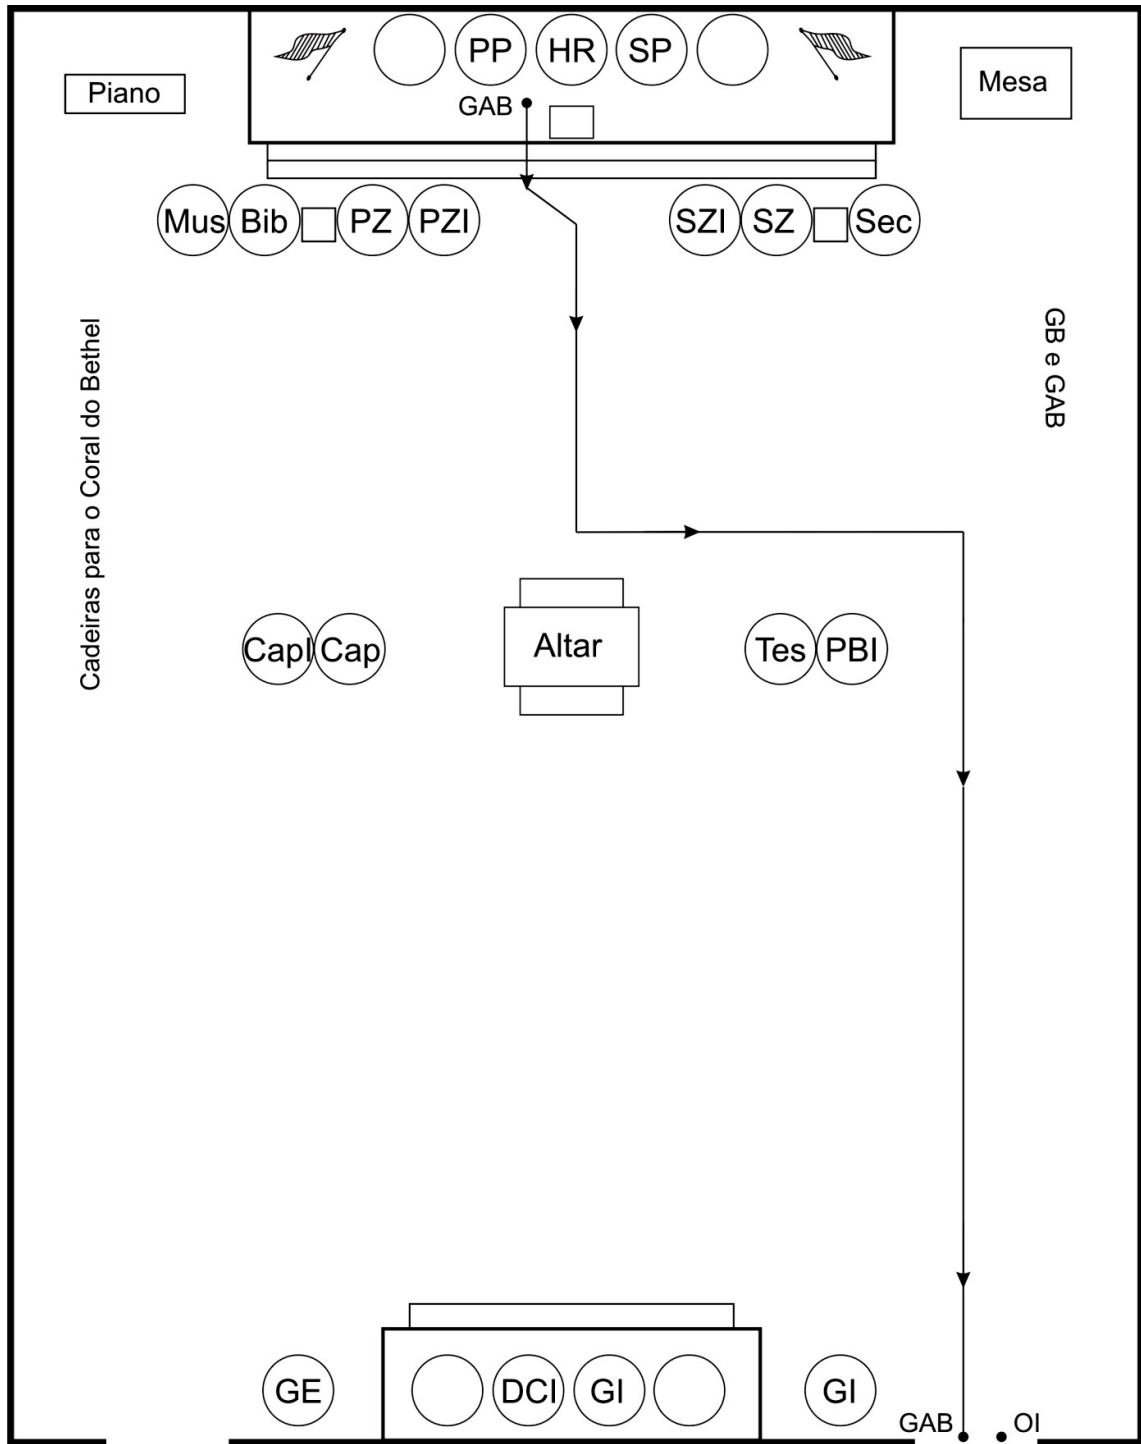 PP HR SP
Piano
Mesa
GAB
Mus Bib PZ PZI
SZI SZ Sec
Cadeiras para o Coral do Bethel
GB e GAB
CapI Cap
Altar
Tes PBI
GE
DCI GI
GI
GAB
OI